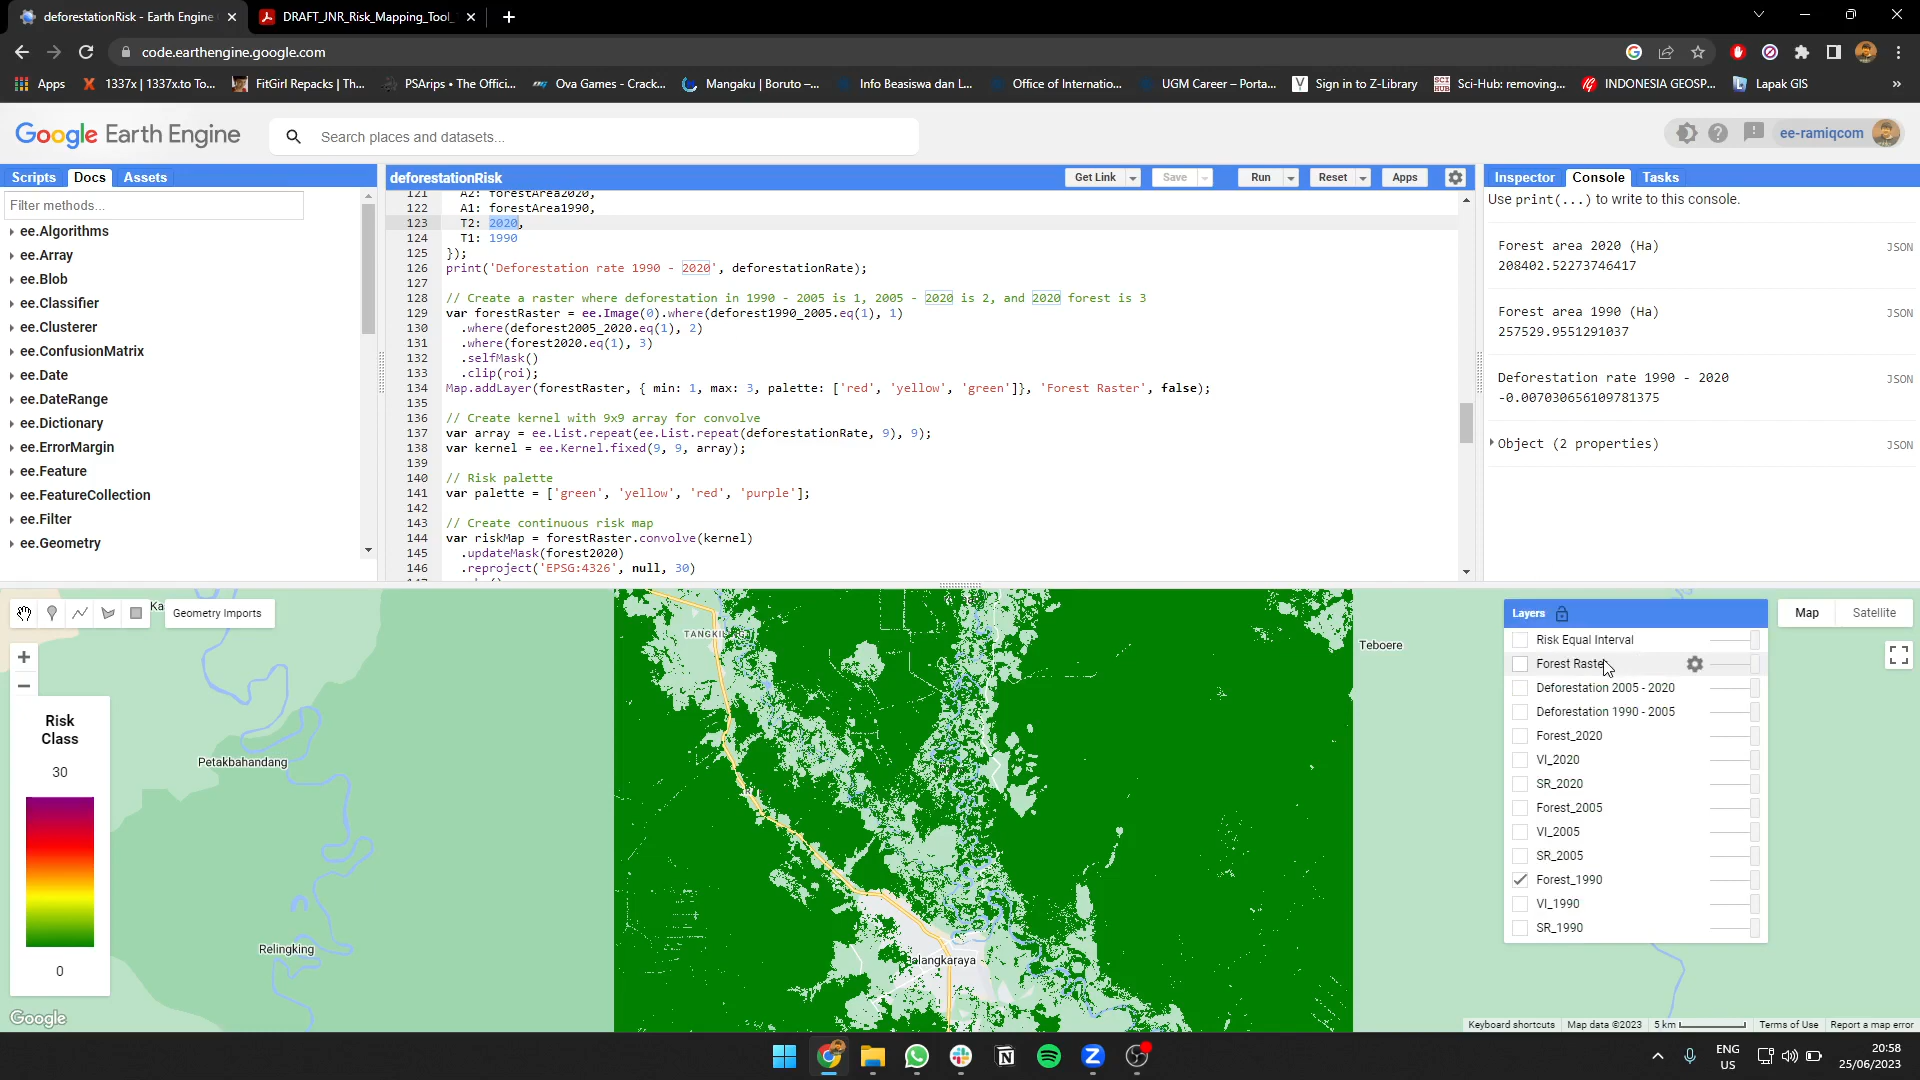 deforestationRisk - Earth Engine
DRAFT_JNR_Risk_Mapping_Tool_
code.earthengine.google.com
Apps
1337x | 1337x.to To...
FitGirl Repacks | Th...
PSArips • The Offici...
Ova Games - Crack...
Mangaku | Boruto –...
Info Beasiswa dan L...
Office of Internatio...
UGM Career – Porta...
Sign in to Z-Library
Sci-Hub: removing...
INDONESIA GEOSP...
Lapak GIS
»
Google Earth Engine
Search places and datasets...
ee-ramiqcom
Scripts
Docs
Assets
Filter methods...
ee.Algorithms
ee.Array
ee.Blob
ee.Classifier
ee.Clusterer
ee.ConfusionMatrix
ee.Date
ee.DateRange
ee.Dictionary
ee.ErrorMargin
ee.Feature
ee.FeatureCollection
ee.Filter
ee.Geometry
deforestationRisk
Get Link
Save
Run
Reset
Apps
121 A2: forestArea2020,
122 A1: forestArea1990,
123 T2: 2020,
124 T1: 1990
125 });
126 print('Deforestation rate 1990 - 2020', deforestationRate);
127
128 // Create a raster where deforestation in 1990 - 2005 is 1, 2005 - 2020 is 2, and 2020 forest is 3
129 var forestRaster = ee.Image(0).where(deforest1990_2005.eq(1), 1)
130 .where(deforest2005_2020.eq(1), 2)
131 .where(forest2020.eq(1), 3)
132 .selfMask()
133 .clip(roi);
134 Map.addLayer(forestRaster, { min: 1, max: 3, palette: ['red', 'yellow', 'green']}, 'Forest Raster', false);
135
136 // Create kernel with 9x9 array for convolve
137 var array = ee.List.repeat(ee.List.repeat(deforestationRate, 9), 9);
138 var kernel = ee.Kernel.fixed(9, 9, array);
139
140 // Risk palette
141 var palette = ['green', 'yellow', 'red', 'purple'];
142
143 // Create continuous risk map
144 var riskMap = forestRaster.convolve(kernel)
145 .updateMask(forest2020)
146 .reproject('EPSG:4326', null, 30)
Inspector
Console
Tasks
Use print(...) to write to this console.
Forest area 2020 (Ha)
JSON
208402.52273746417
Forest area 1990 (Ha)
JSON
257529.9551291037
Deforestation rate 1990 - 2020
JSON
-0.007030656109781375
Object (2 properties)
JSON
Geometry Imports
Risk
Class
30
0
Petakbahandang
Relingking
TANGKI
alangkaraya
Teboere
Google
Layers
Risk Equal Interval
Forest Raste
Deforestation 2005 - 2020
Deforestation 1990 - 2005
Forest_2020
VI_2020
SR_2020
Forest_2005
VI_2005
SR_2005
Forest_1990
VI_1990
SR_1990
Map
Satellite
Keyboard shortcuts
Map data ©2023
5 km
Terms of Use
Report a map error
ENG
US
20:58
25/06/2023